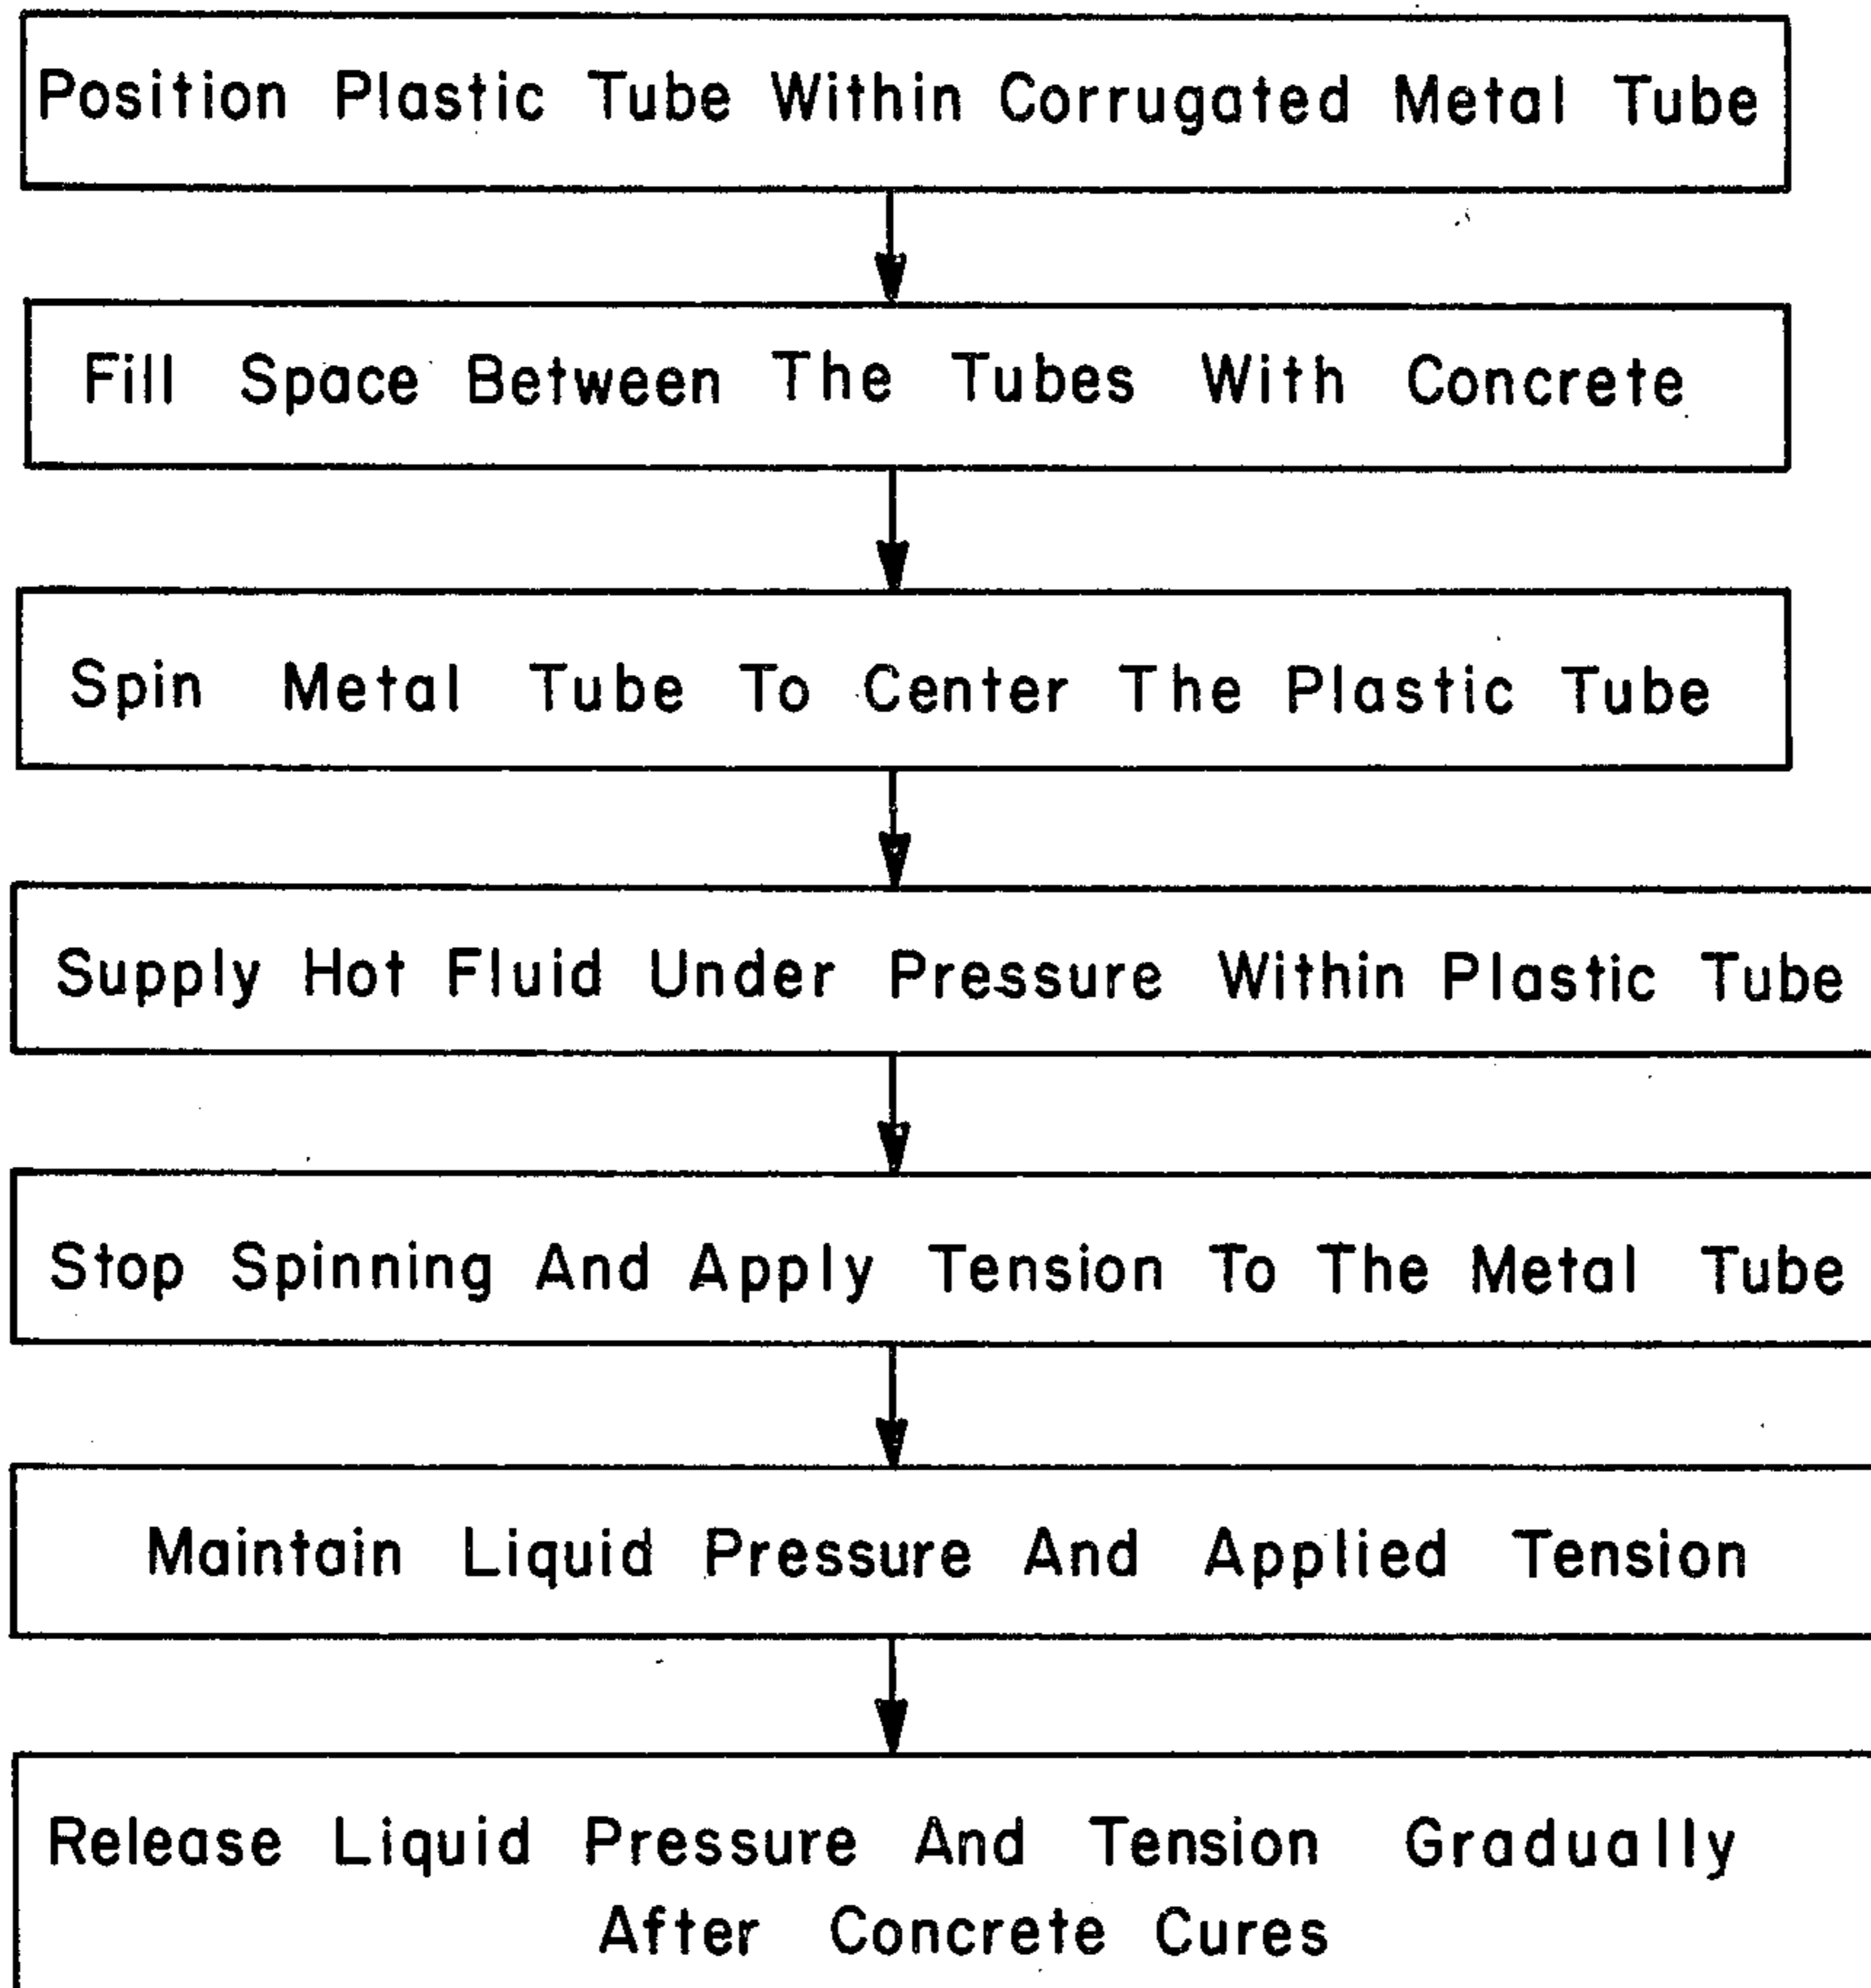 Position Plastic Tube Within Corrugated Metal Tube
Fill Space Between The Tubes With Concrete
Spin Metal Tube To Center The Plastic Tube
Supply Hot Fluid Under Pressure Within Plastic Tube
Stop Spinning And Apply Tension To The Metal Tube
Maintain Liquid Pressure And Applied Tension
Release Liquid Pressure And Tension Gradually
After Concrete Cures